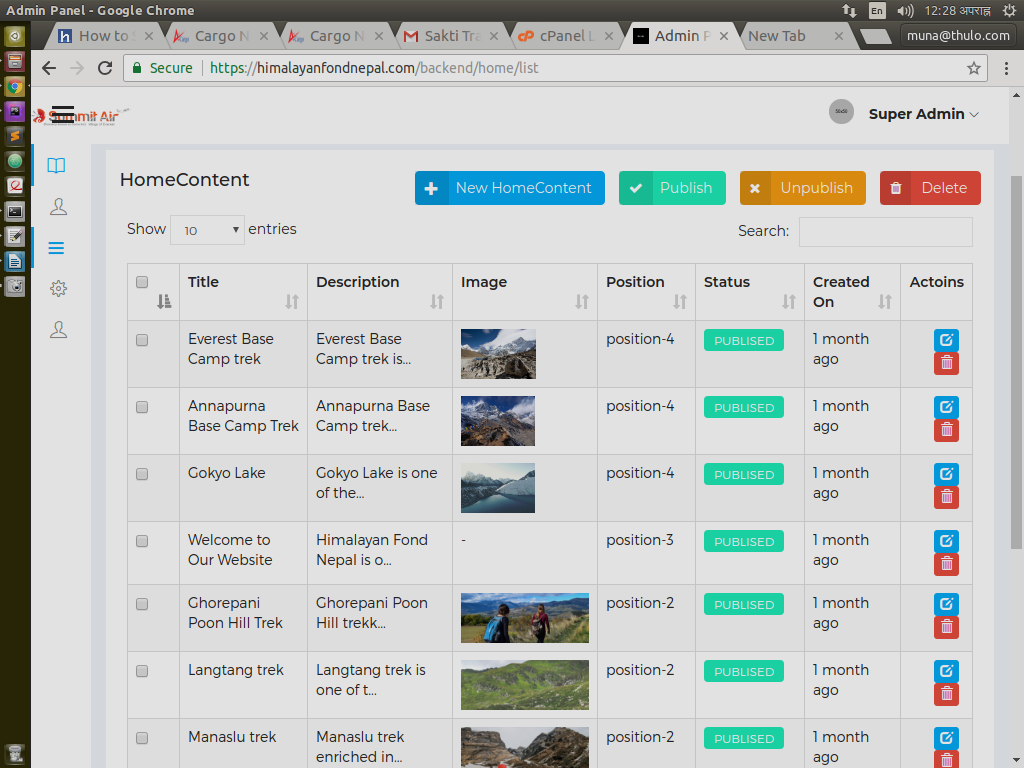 Admin Panel - Google Chrome
En
12:28 अपराह्न
How to
Cargo N
Cargo N
Sakti Tra
cPanel L
Admin P
New Tab
muna@thulo.com
Secure
https://himalayanfondnepal.com/backend/home/list
Summit Air
Super Admin
HomeContent
New HomeContent
Publish
Unpublish
Delete
Show 10 entries
Search:
Title Description Image Position Status Created On Actoins
Everest Base Camp trek
Everest Base Camp trek is...
position-4
PUBLISED
1 month ago
Annapurna Base Camp Trek
Annapurna Base Camp trek...
position-4
PUBLISED
1 month ago
Gokyo Lake
Gokyo Lake is one of the...
position-4
PUBLISED
1 month ago
Welcome to Our Website
Himalayan Fond Nepal is o...
-
position-3
PUBLISED
1 month ago
Ghorepani Poon Hill Trek
Ghorepani Poon Hill trekk...
position-2
PUBLISED
1 month ago
Langtang trek
Langtang trek is one of t...
position-2
PUBLISED
1 month ago
Manaslu trek
Manaslu trek enriched in...
position-2
PUBLISED
1 month ago